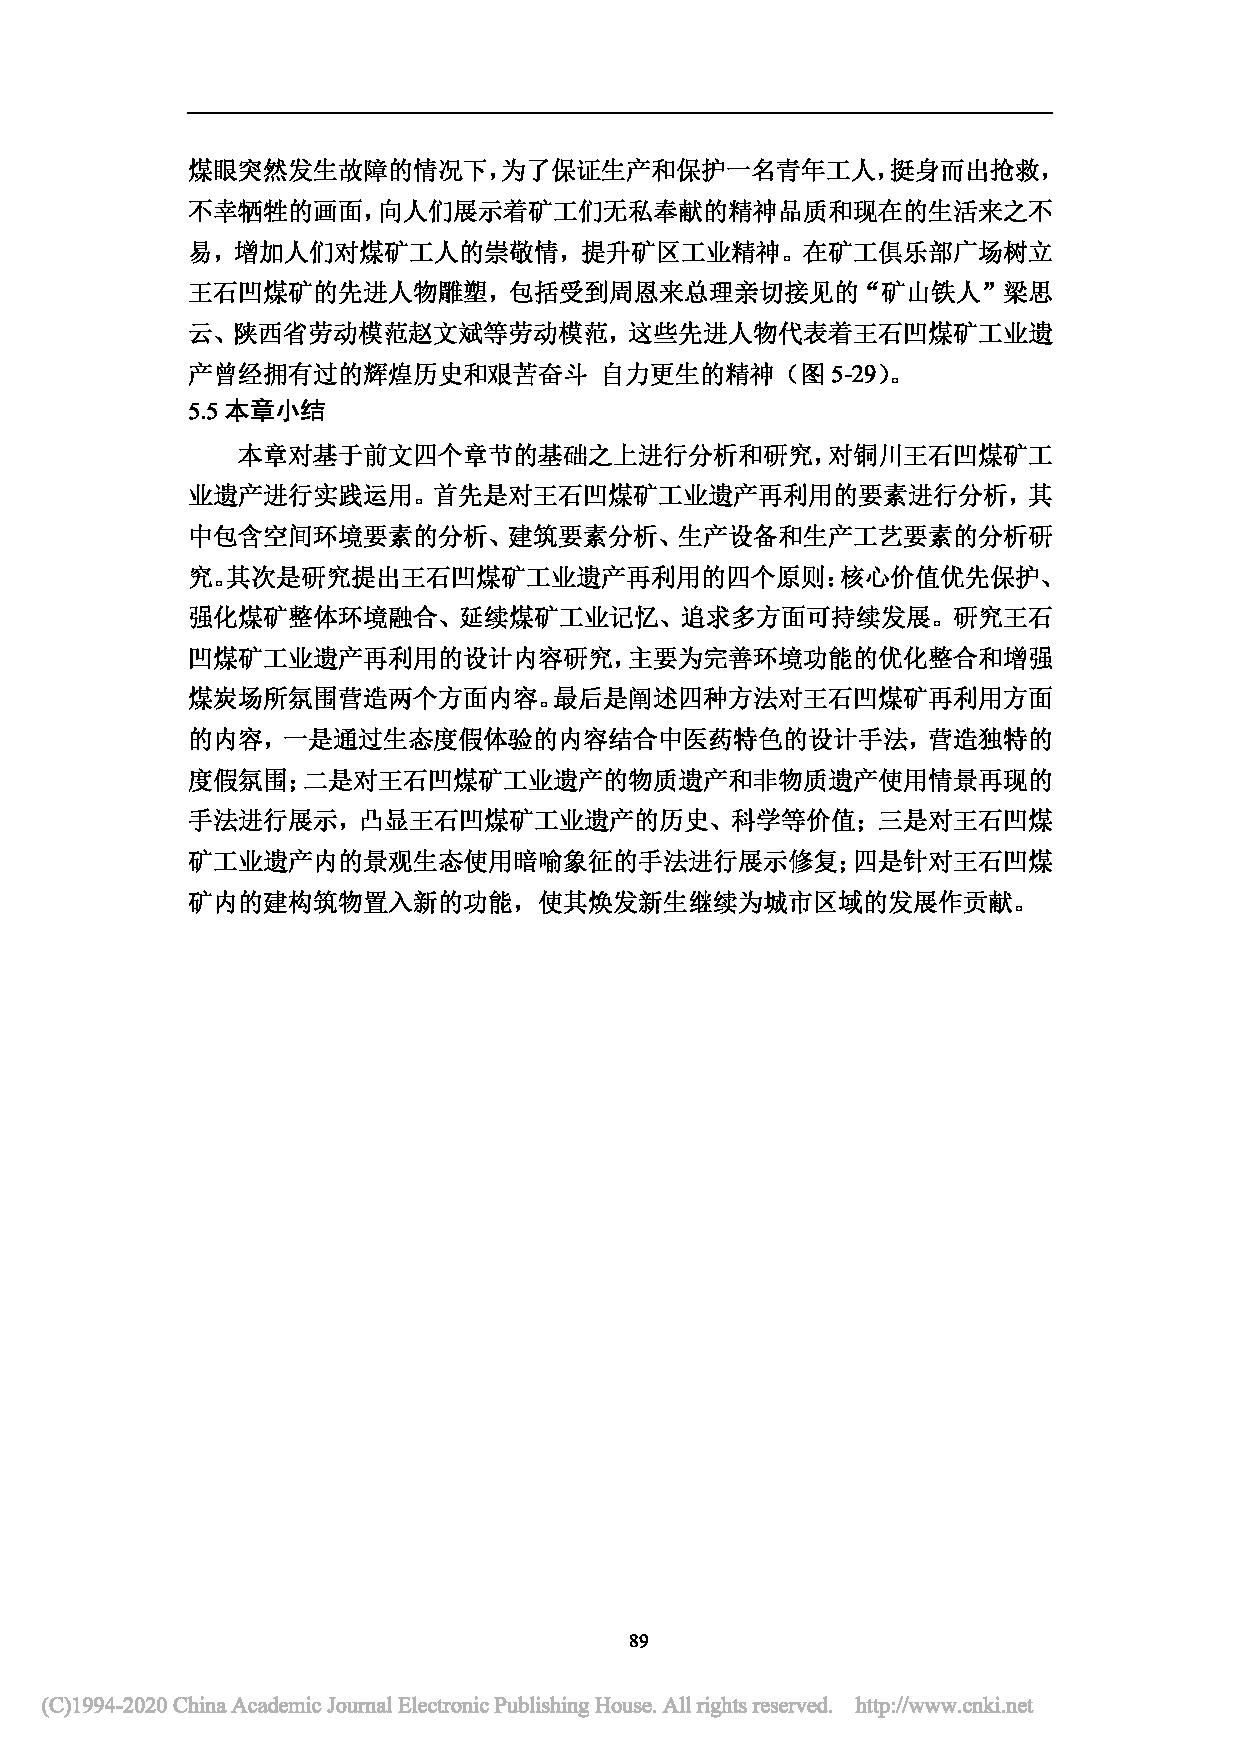 煤眼突然发生故障的情况下，为了保证生产和保护一名青年工人，挺身而出抢救，
不幸牺牲的画面，向人们展示着矿工们无私奉献的精神品质和现在的生活来之不
易，增加人们对煤矿工人的崇敬情，提升矿区工业精神。在矿工俱乐部广场树立
王石凹煤矿的先进人物雕塑，包括受到周恩来总理亲切接见的“矿山铁人”梁思
云、陕西省劳动模范赵文斌等劳动模范，这些先进人物代表着王石凹煤矿工业遗
产曾经拥有过的辉煌历史和艰苦奋斗 自力更生的精神（图 5-29）。
5.5 本章小结
本章对基于前文四个章节的基础之上进行分析和研究，对铜川王石凹煤矿工
业遗产进行实践运用。首先是对王石凹煤矿工业遗产再利用的要素进行分析，其
中包含空间环境要素的分析、建筑要素分析、生产设备和生产工艺要素的分析研
究。其次是研究提出王石凹煤矿工业遗产再利用的四个原则：核心价值优先保护、
强化煤矿整体环境融合、延续煤矿工业记忆、追求多方面可持续发展。研究王石
凹煤矿工业遗产再利用的设计内容研究，主要为完善环境功能的优化整合和增强
煤炭场所氛围营造两个方面内容。最后是阐述四种方法对王石凹煤矿再利用方面
的内容，一是通过生态度假体验的内容结合中医药特色的设计手法，营造独特的
度假氛围；二是对王石凹煤矿工业遗产的物质遗产和非物质遗产使用情景再现的
手法进行展示，凸显王石凹煤矿工业遗产的历史、科学等价值；三是对王石凹煤
矿工业遗产内的景观生态使用暗喻象征的手法进行展示修复；四是针对王石凹煤
矿内的建构筑物置入新的功能，使其焕发新生继续为城市区域的发展作贡献。
89
(C)1994-2020 China Academic Journal Electronic Publishing House. All rights reserved. http://www.cnki.net